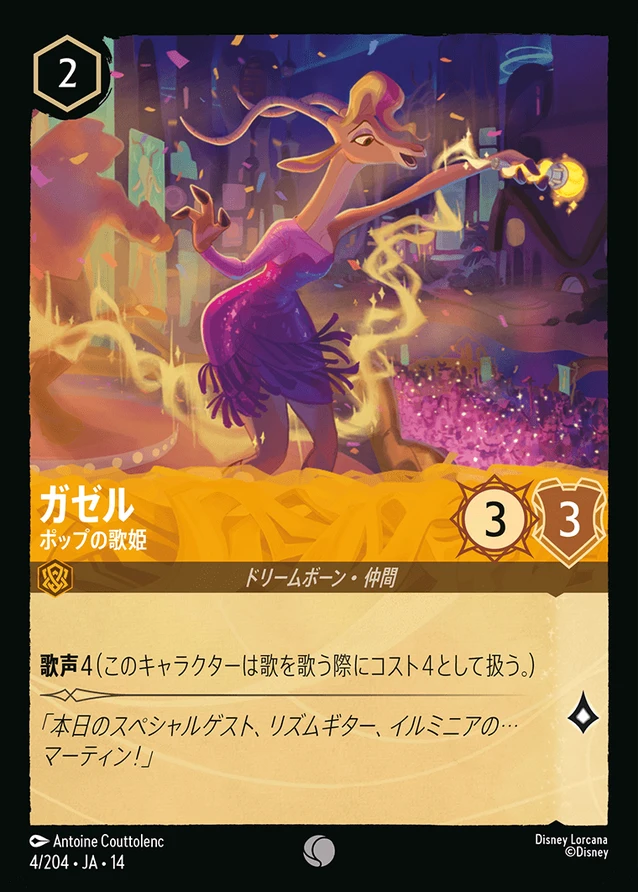 2
ガゼル
ポップの歌姫
3
3
ドリームボーン・仲間
歌声4(このキャラクターは歌を歌う際にコスト4として扱う。)
「本日のスペシャルゲスト、リズムギター、イルミニアの…
マーティン!」
Antoine Couttolenc
4/204・JA・14
Disney Lorcana
©Disney